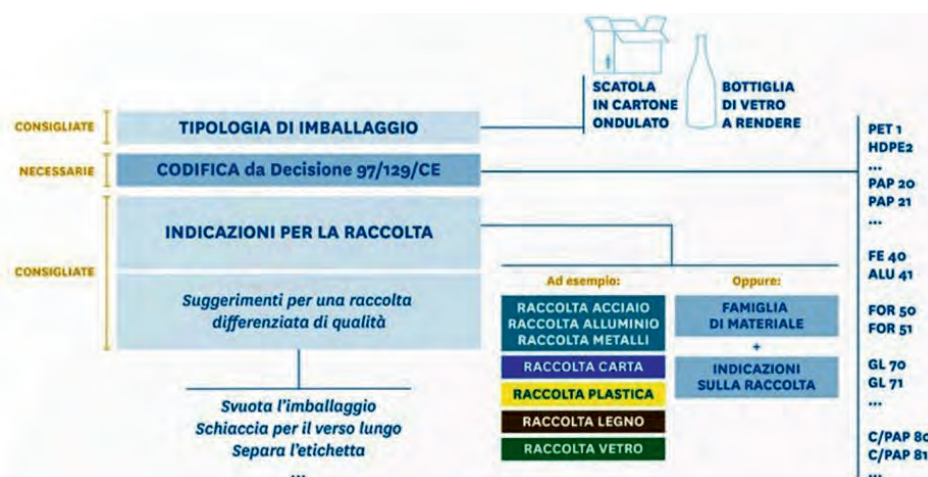 SCATOLA
IN CARTONE
ONDULATO
BOTTIGLIA
DI VETRO
A RENDERE
CONSIGLIATE
TIPOLOGIA DI IMBALLAGGIO
NECESSARIE
CODIFICA da Decisione 97/129/CE
PET 1
HDPE2
...
PAP 20
PAP 21
...
FE 40
ALU 41
FOR 50
FOR 51
GL 70
GL 71
...
C/PAP 80
C/PAP 81
...
CONSIGLIATE
INDICAZIONI PER LA RACCOLTA
Suggerimenti per una raccolta
differenziata di qualità
Ad esempio:
RACCOLTA ACCIAIO
RACCOLTA ALLUMINIO
RACCOLTA METALLI
RACCOLTA CARTA
RACCOLTA PLASTICA
RACCOLTA LEGNO
RACCOLTA VETRO
Oppure:
FAMIGLIA
DI MATERIALE
+
INDICAZIONI
SULLA RACCOLTA
Svuota l'imballaggio
Schiaccia per il verso lungo
Separa l'etichetta
...